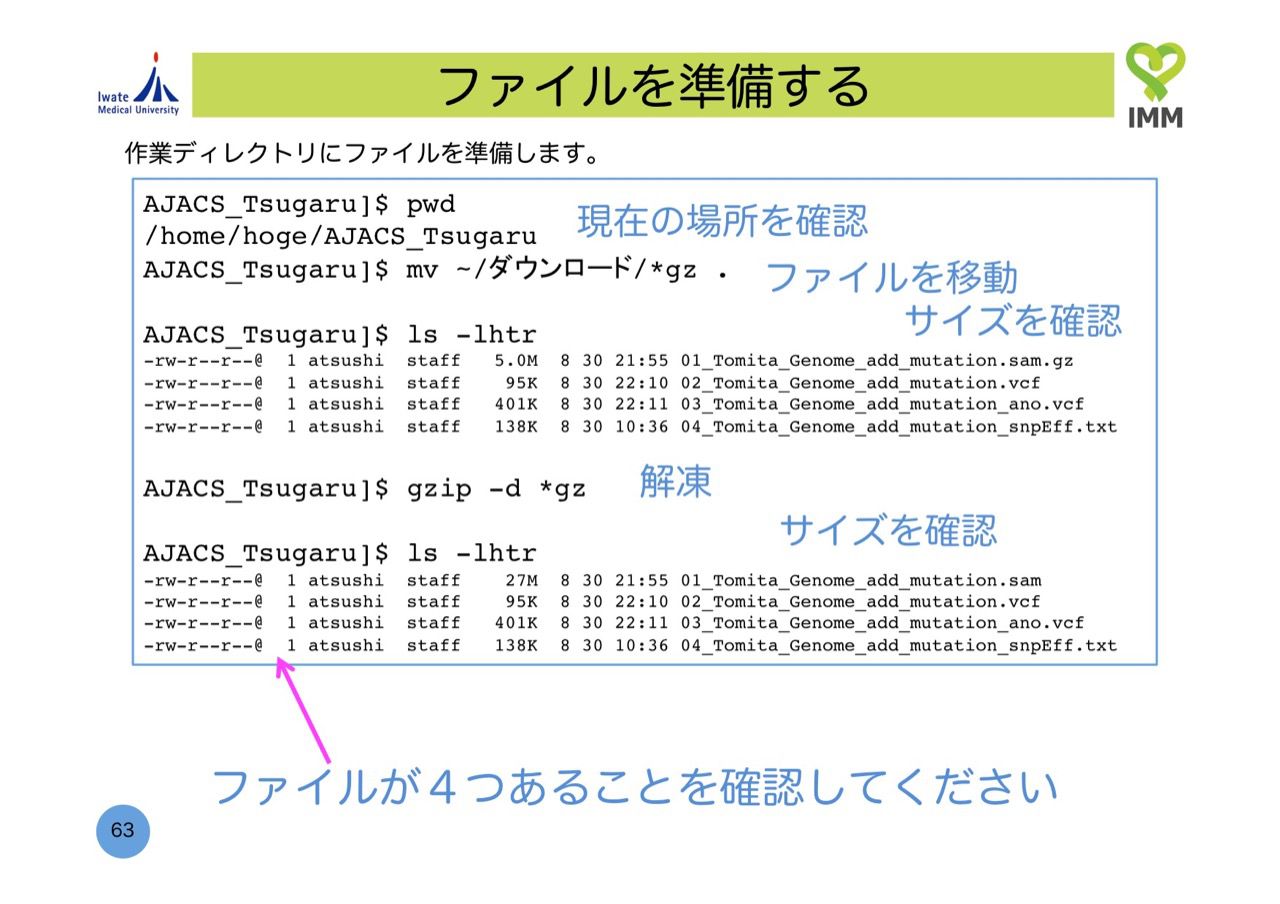 Iwate
Medical University
ファイルを準備する
IMM
作業ディレクトリにファイルを準備します。
AJACS_Tsugaru]$ pwd
現在の場所を確認
/home/hoge/AJACS_Tsugaru
AJACS_Tsugaru]$ mv ~/ダウンロード/*gz .
ファイルを移動
サイズを確認
AJACS_Tsugaru]$ ls -lhtr
-rw-r--r--@ 1 atsushi staff 5.0M 8 30 21:55 01_Tomita_Genome_add_mutation.sam.gz
-rw-r--r--@ 1 atsushi staff 95K 8 30 22:10 02_Tomita_Genome_add_mutation.vcf
-rw-r--r--@ 1 atsushi staff 401K 8 30 22:11 03_Tomita_Genome_add_mutation_ano.vcf
-rw-r--r--@ 1 atsushi staff 138K 8 30 10:36 04_Tomita_Genome_add_mutation_snpEff.txt
AJACS_Tsugaru]$ gzip -d *gz
解凍
サイズを確認
AJACS_Tsugaru]$ ls -lhtr
-rw-r--r--@ 1 atsushi staff 27M 8 30 21:55 01_Tomita_Genome_add_mutation.sam
-rw-r--r--@ 1 atsushi staff 95K 8 30 22:10 02_Tomita_Genome_add_mutation.vcf
-rw-r--r--@ 1 atsushi staff 401K 8 30 22:11 03_Tomita_Genome_add_mutation_ano.vcf
-rw-r--r--@ 1 atsushi staff 138K 8 30 10:36 04_Tomita_Genome_add_mutation_snpEff.txt
ファイルが４つあることを確認してください
63